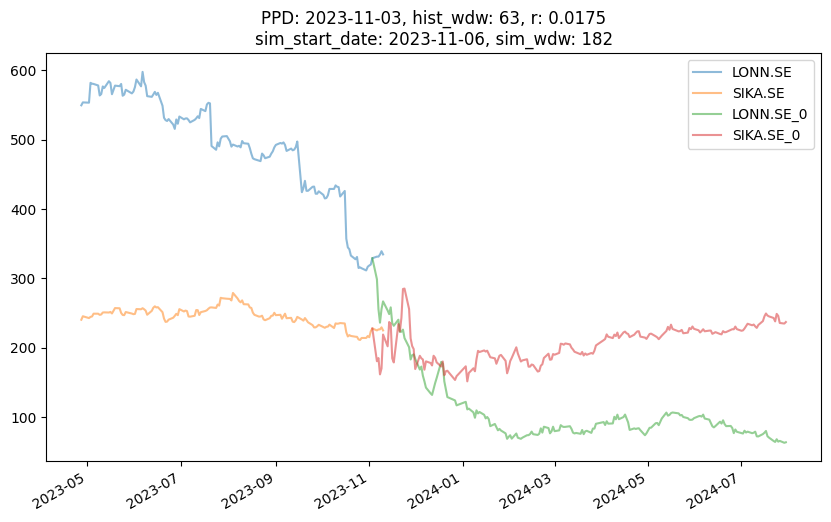 PPD: 2023-11-03, hist_wdw: 63, r: 0.0175
sim_start_date: 2023-11-06, sim_wdw: 182
LONN.SE
SIKA.SE
LONN.SE_0
SIKA.SE_0
600
500
400
300
200
100
2023-05
2023-07
2023-09
2023-11
2024-01
2024-03
2024-05
2024-07